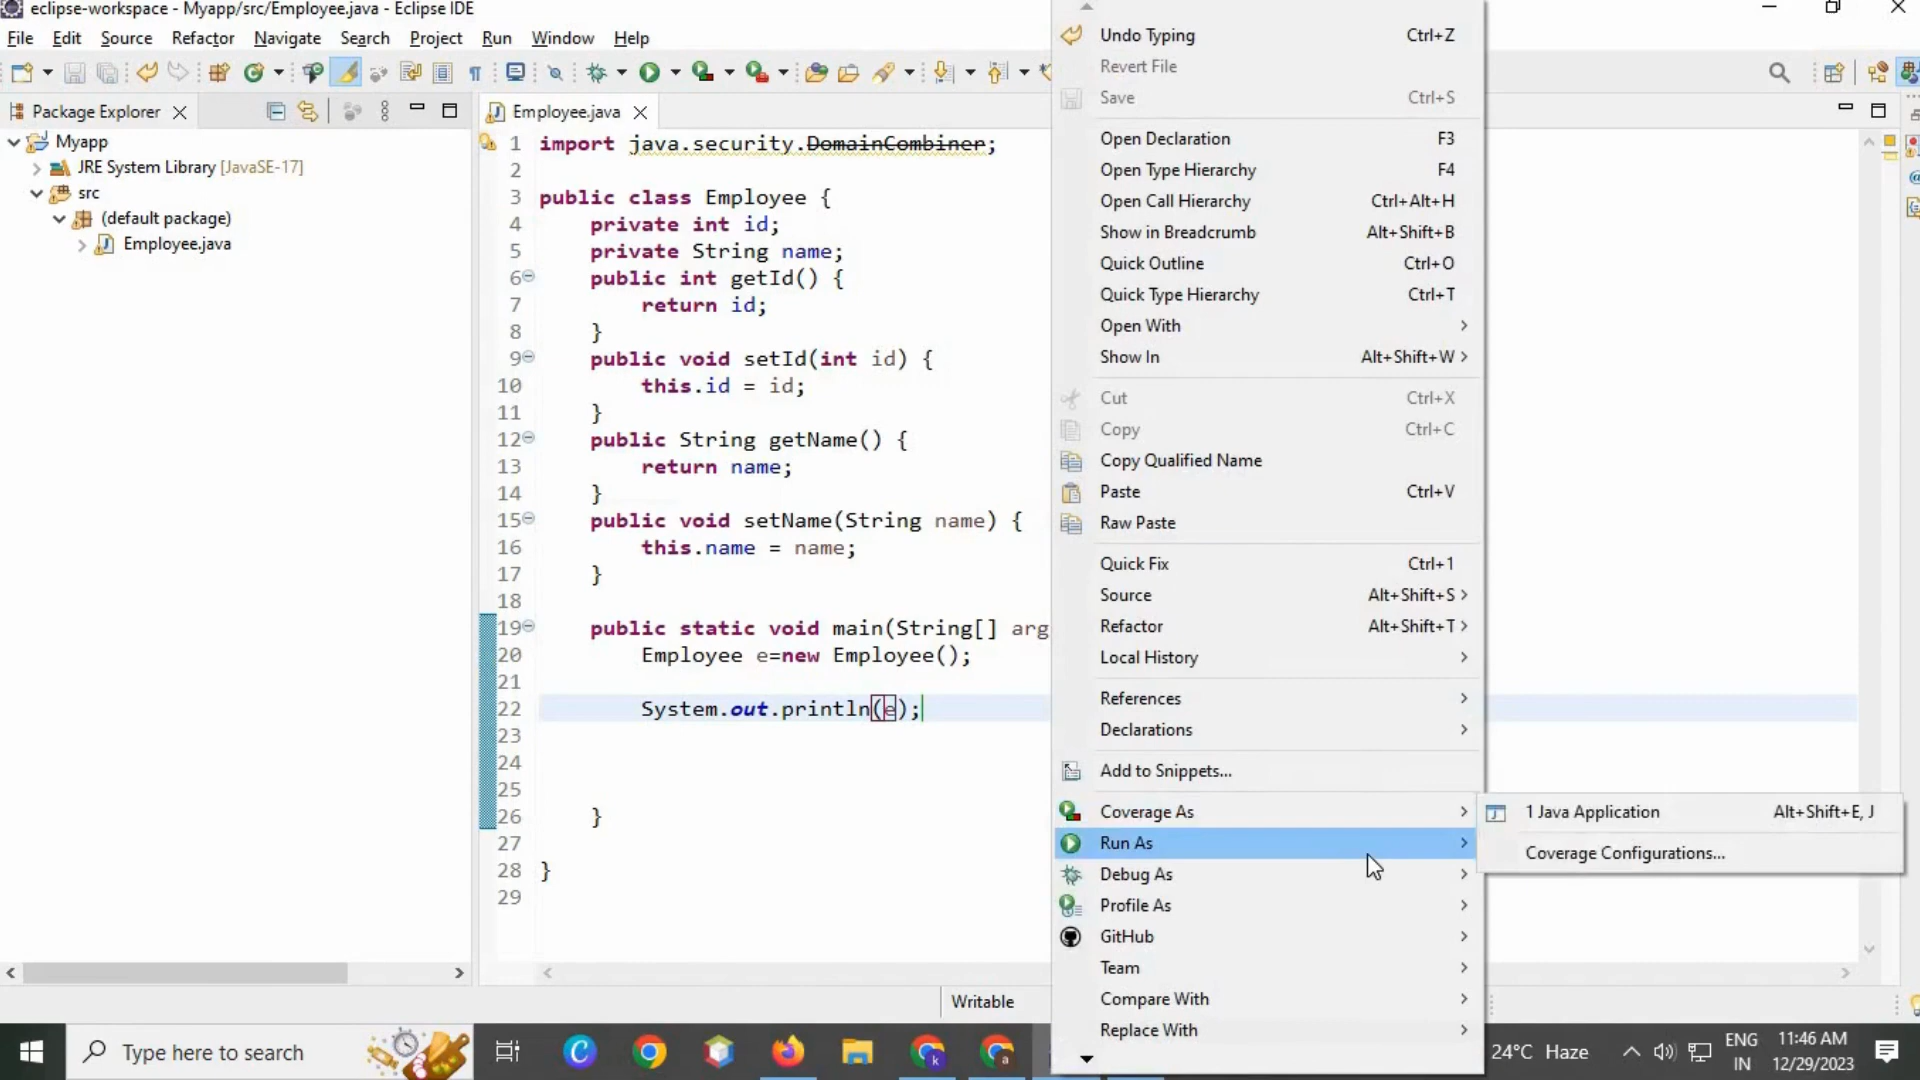 eclipse-workspace - Myapp/src/Employee.java - Eclipse IDE
File Edit Source Refactor Navigate Search Project Run Window Help
Package Explorer
Myapp
JRE System Library [JavaSE-17]
src
(default package)
Employee.java
Employee.java
1 import java.security.DomainCombiner;
2
3 public class Employee {
4 private int id;
5 private String name;
6 public int getId() {
7 return id;
8 }
9 public void setId(int id) {
10 this.id = id;
11 }
12 public String getName() {
13 return name;
14 }
15 public void setName(String name) {
16 this.name = name;
17 }
18
19 public static void main(String[] arg
20 Employee e=new Employee();
21
22 System.out.println(e);
23
24
25
26 }
27
28 }
29
Undo Typing Ctrl+Z
Revert File
Save Ctrl+S
Open Declaration F3
Open Type Hierarchy F4
Open Call Hierarchy Ctrl+Alt+H
Show in Breadcrumb Alt+Shift+B
Quick Outline Ctrl+O
Quick Type Hierarchy Ctrl+T
Open With
Show In Alt+Shift+W
Cut Ctrl+X
Copy Ctrl+C
Copy Qualified Name
Paste Ctrl+V
Raw Paste
Quick Fix Ctrl+1
Source Alt+Shift+S
Refactor Alt+Shift+T
Local History
References
Declarations
Add to Snippets...
Coverage As
Run As
Debug As
Profile As
GitHub
Team
Compare With
Replace With
1 Java Application Alt+Shift+E, J
Coverage Configurations...
Writable
Type here to search
24°C Haze
ENG
IN
11:46 AM
12/29/2023